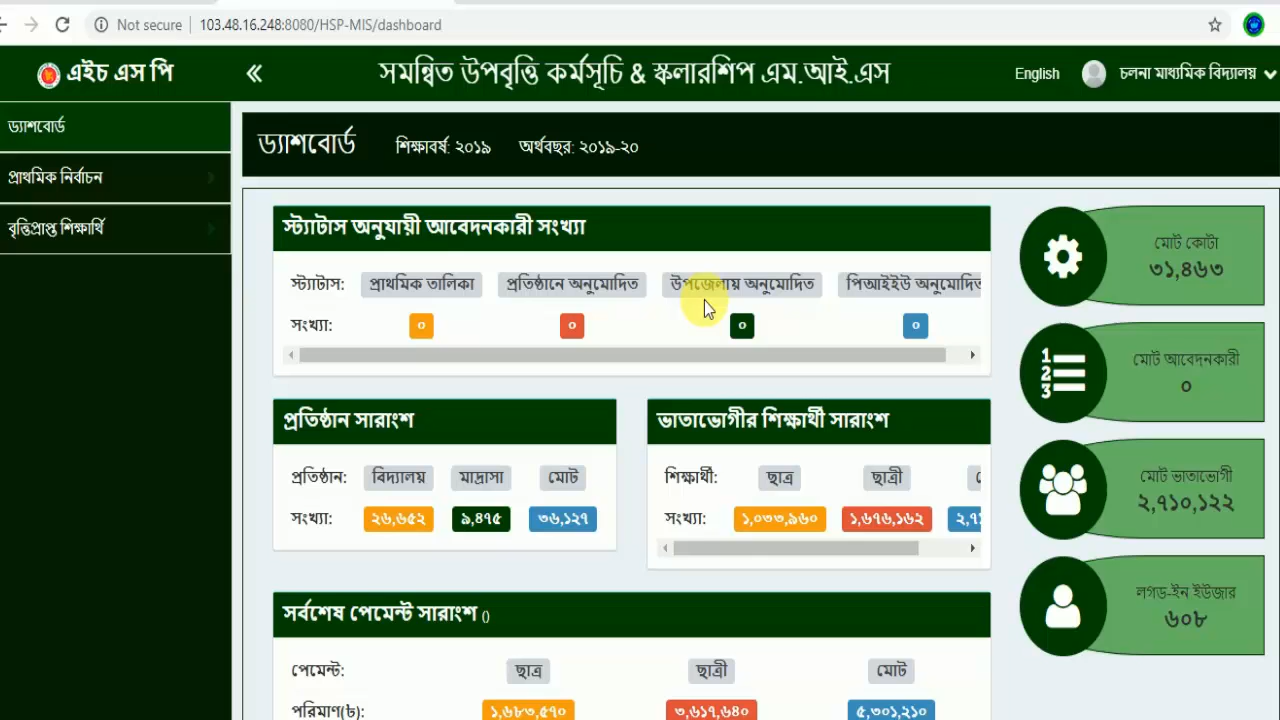 Not secure 103.48.16.248:8080/HSP-MIS/dashboard
এইচ এস পি
সমন্বিত উপবৃত্তি কর্মসূচি & স্কলারশিপ এম.আই.এস
English
চলনা মাধ্যমিক বিদ্যালয়
ড্যাশবোর্ড
প্রাথমিক নির্বাচন
বৃত্তিপ্রাপ্ত শিক্ষার্থি
ড্যাশবোর্ড শিক্ষাবর্ষ: ২০১৯ অর্থবছর: ২০১৯-২০
স্ট্যাটাস অনুযায়ী আবেদনকারী সংখ্যা
স্ট্যাটাস: প্রাথমিক তালিকা প্রতিষ্ঠানে অনুমোদিত উপজেলায় অনুমোদিত পিআইইউ অনুমোদিত
সংখ্যা: ০ ০ ০ ০
প্রতিষ্ঠান সারাংশ
প্রতিষ্ঠান: বিদ্যালয় মাদ্রাসা মোট
সংখ্যা: ২৬,৬৫২ ৯,৪৭৫ ৩৬,১২৭
ভাতাভোগীর শিক্ষার্থী সারাংশ
শিক্ষার্থী: ছাত্র ছাত্রী
সংখ্যা: ১,০৩৩,৯৬০ ১,৬৭৬,১৬২ ২,৭১
সর্বশেষ পেমেন্ট সারাংশ ()
পেমেন্ট: ছাত্র ছাত্রী মোট
পরিমাণ(৳): ১,৬৮৩,৫৭০ ৩,৬১৭,৬৪০ ৫,৩০১,২১০
মোট কোটা
৩১,৪৬৩
মোট আবেদনকারী
০
মোট ভাতাভোগী
২,৭১০,১২২
লগড-ইন ইউজার
৬০৮